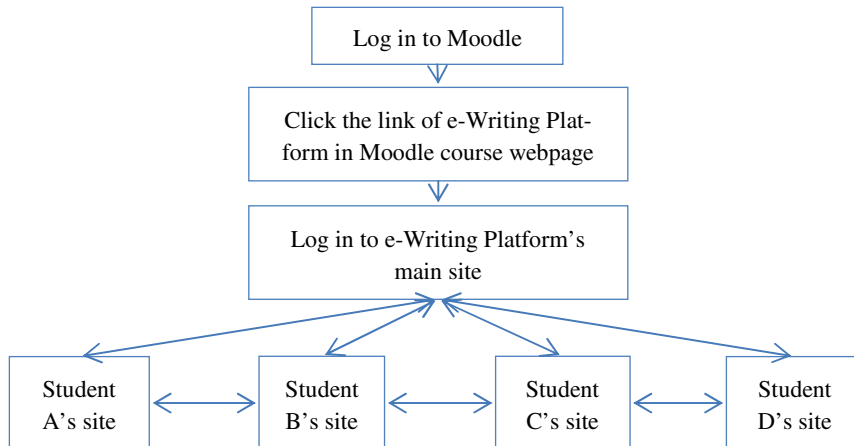 Log in to Moodle
Click the link of e-Writing Plat-
form in Moodle course webpage
Log in to e-Writing Platform's
main site
Student
A's site
Student
B's site
Student
C's site
Student
D's site